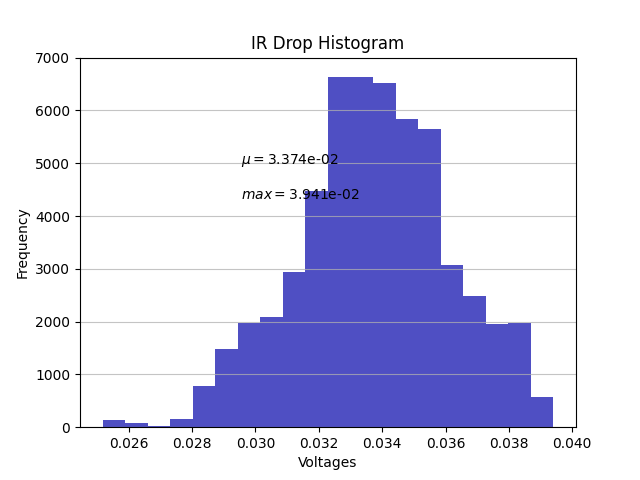 IR Drop Histogram
7000
6000
5000
4000
3000
2000
1000
0
Frequency
μ = 3.374e-02
max = 3.941e-02
0.026 0.028 0.030 0.032 0.034 0.036 0.038 0.040
Voltages